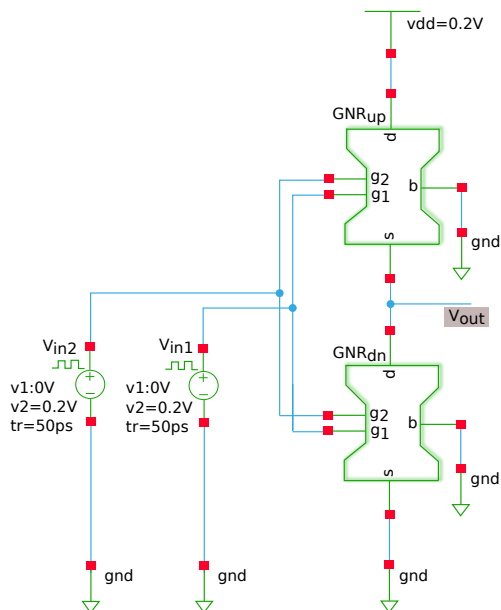 vdd=0.2V
GNRup
d
g2
g1
b
s
gnd
Vout
GNRdn
d
g2
g1
b
s
gnd
Vin2
v1:0V
v2=0.2V
tr=50ps
Vin1
v1:0V
v2=0.2V
tr=50ps
gnd
gnd
gnd